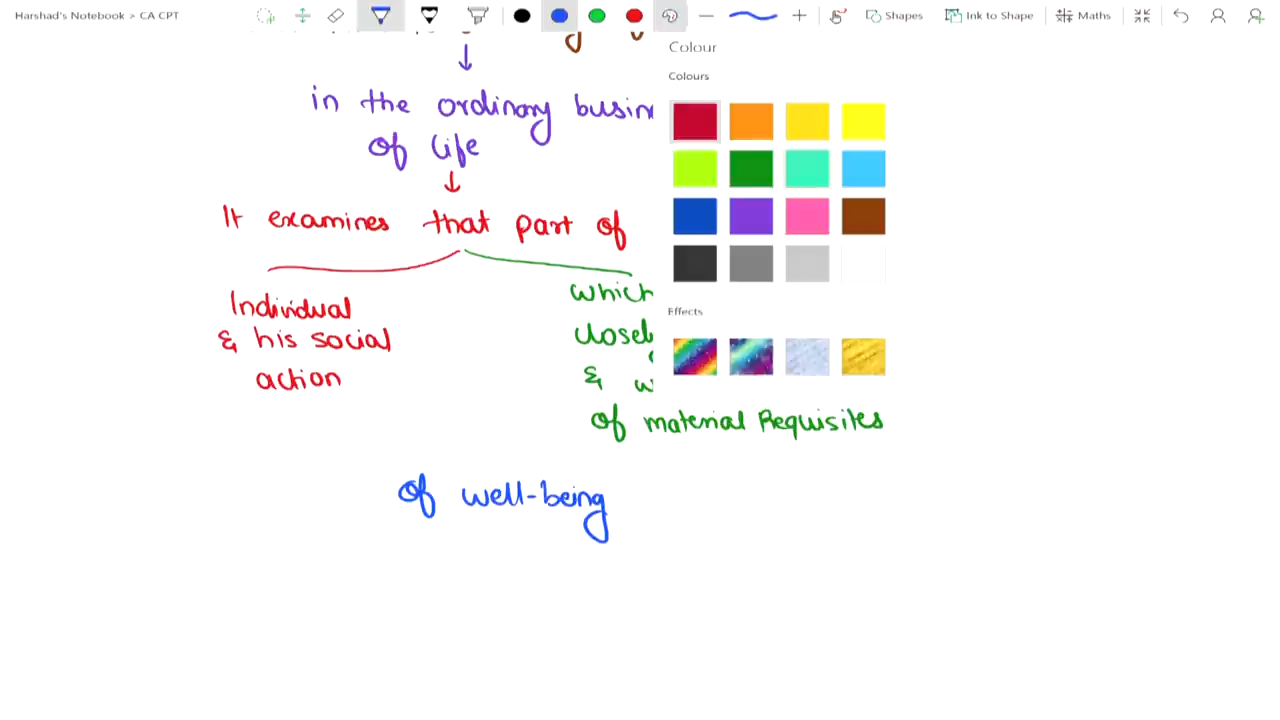 Harshad's Notebook > CA CPT
Shapes
Ink to Shape
Maths
Colour
Colours
Effects
in the ordinary busin
of life
It examines that part of
Individual
& his social
action
which
closel
& w
of material Requisites
of well-being